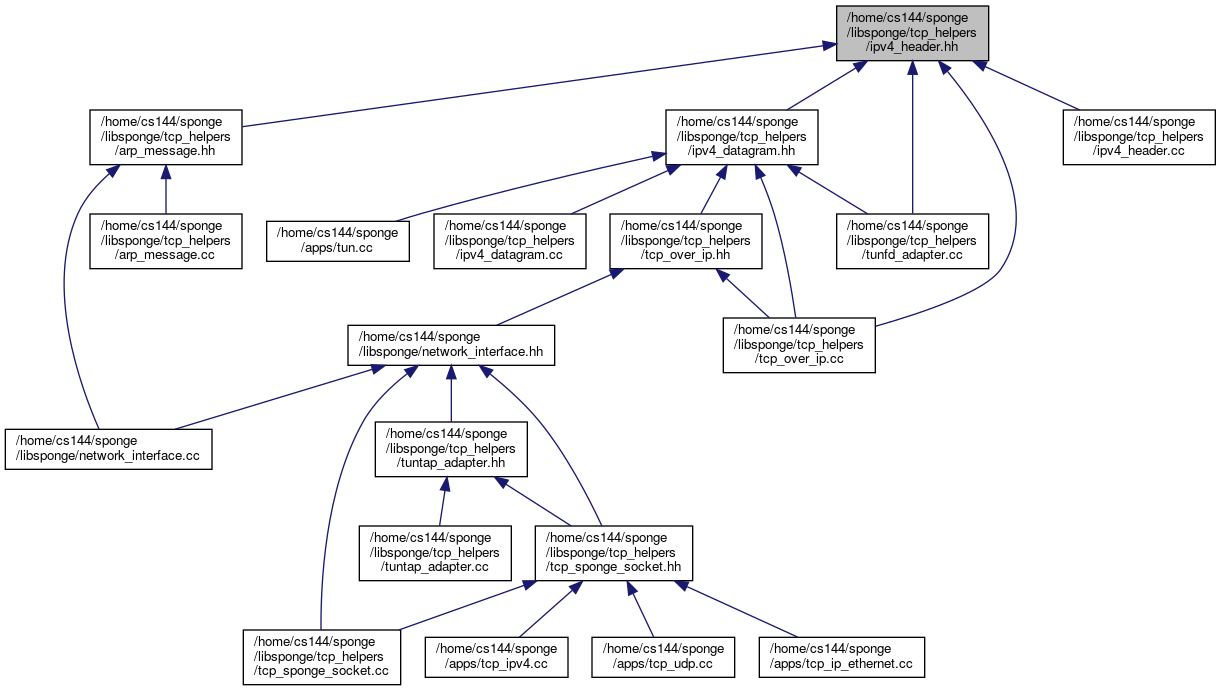 /home/cs144/sponge
/libsponge/tcp_helpers
/ipv4_header.hh
/home/cs144/sponge
/libsponge/tcp_helpers
/arp_message.hh
/home/cs144/sponge
/libsponge/tcp_helpers
/ipv4_datagram.hh
/home/cs144/sponge
/libsponge/tcp_helpers
/ipv4_header.cc
/home/cs144/sponge
/libsponge/tcp_helpers
/arp_message.cc
/home/cs144/sponge
/apps/tun.cc
/home/cs144/sponge
/libsponge/tcp_helpers
/ipv4_datagram.cc
/home/cs144/sponge
/libsponge/tcp_helpers
/tcp_over_ip.hh
/home/cs144/sponge
/libsponge/tcp_helpers
/tunfd_adapter.cc
/home/cs144/sponge
/libsponge/network_interface.hh
/home/cs144/sponge
/libsponge/tcp_helpers
/tcp_over_ip.cc
/home/cs144/sponge
/libsponge/network_interface.cc
/home/cs144/sponge
/libsponge/tcp_helpers
/tuntap_adapter.hh
/home/cs144/sponge
/libsponge/tcp_helpers
/tuntap_adapter.cc
/home/cs144/sponge
/libsponge/tcp_helpers
/tcp_sponge_socket.hh
/home/cs144/sponge
/libsponge/tcp_helpers
/tcp_sponge_socket.cc
/home/cs144/sponge
/apps/tcp_ipv4.cc
/home/cs144/sponge
/apps/tcp_udp.cc
/home/cs144/sponge
/apps/tcp_ip_ethernet.cc